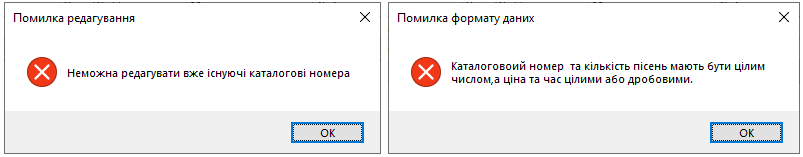 Помилка редагування
Неможна редагувати вже існуючі каталогові номера
OK
Помилка формату даних
Каталоговоий номер та кількість пісень мають бути цілим
числом,а ціна та час цілими або дробовими.
OK